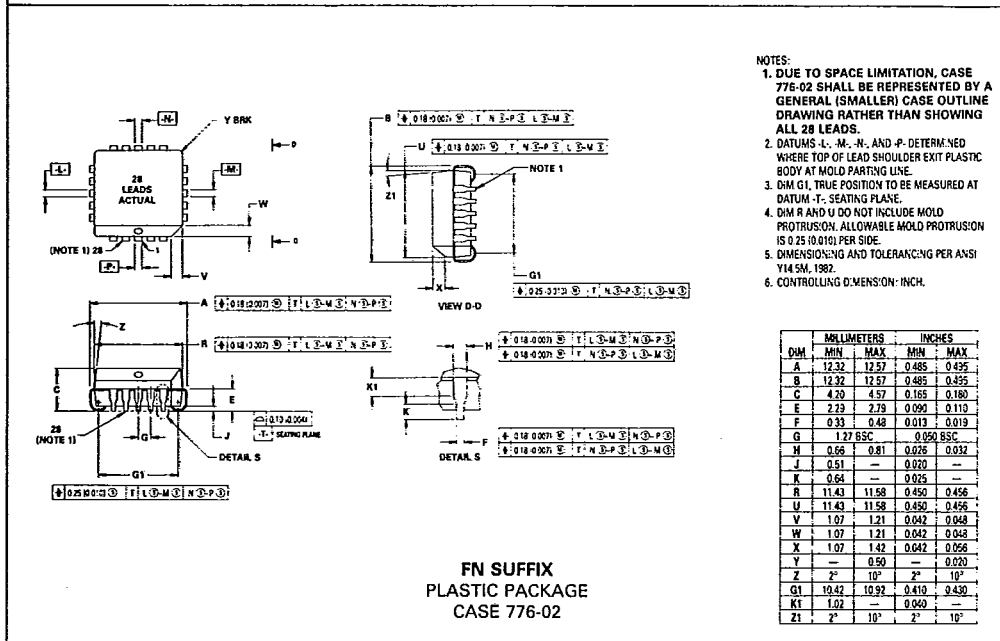 -N-
Y BRK
D
-L-
28
LEADS
ACTUAL
-M-
W
(NOTE 1) 28
1
D
-P-
V
B
U
NOTE 1
Z1
G1
X
VIEW D-D
A
Z
R
C
E
28
(NOTE 1)
G
J
-T- SEATING PLANE
DETAIL S
G1
H
K1
K
F
DETAIL S
FN SUFFIX
PLASTIC PACKAGE
CASE 776-02
NOTES:
1. DUE TO SPACE LIMITATION, CASE
776-02 SHALL BE REPRESENTED BY A
GENERAL (SMALLER) CASE OUTLINE
DRAWING RATHER THAN SHOWING
ALL 28 LEADS.
2. DATUMS -L-, -M-, -N-, AND -P- DETERMINED
WHERE TOP OF LEAD SHOULDER EXIT PLASTIC
BODY AT MOLD PARTING LINE.
3. DIM G1, TRUE POSITION TO BE MEASURED AT
DATUM -T-, SEATING PLANE.
4. DIM R AND U DO NOT INCLUDE MOLD
PROTRUSION. ALLOWABLE MOLD PROTRUSION
IS 0.25 (0.010) PER SIDE.
5. DIMENSIONING AND TOLERANCING PER ANSI
Y14.5M, 1982.
6. CONTROLLING DIMENSION: INCH.
MILLIMETERS INCHES
DIM MIN MAX MIN MAX
A 12.32 12.57 0.485 0.495
B 12.32 12.57 0.485 0.495
C 4.20 4.57 0.165 0.180
E 2.29 2.79 0.090 0.110
F 0.33 0.48 0.013 0.019
G 1.27 BSC 0.050 BSC
H 0.66 0.81 0.026 0.032
J 0.51 — 0.020 —
K 0.64 — 0.025 —
R 11.43 11.58 0.450 0.456
U 11.43 11.58 0.450 0.456
V 1.07 1.21 0.042 0.048
W 1.07 1.21 0.042 0.048
X 1.07 1.42 0.042 0.056
Y — 0.50 — 0.020
Z 2° 10° 2° 10°
G1 10.42 10.92 0.410 0.430
K1 1.02 — 0.040 —
Z1 2° 10° 2° 10°